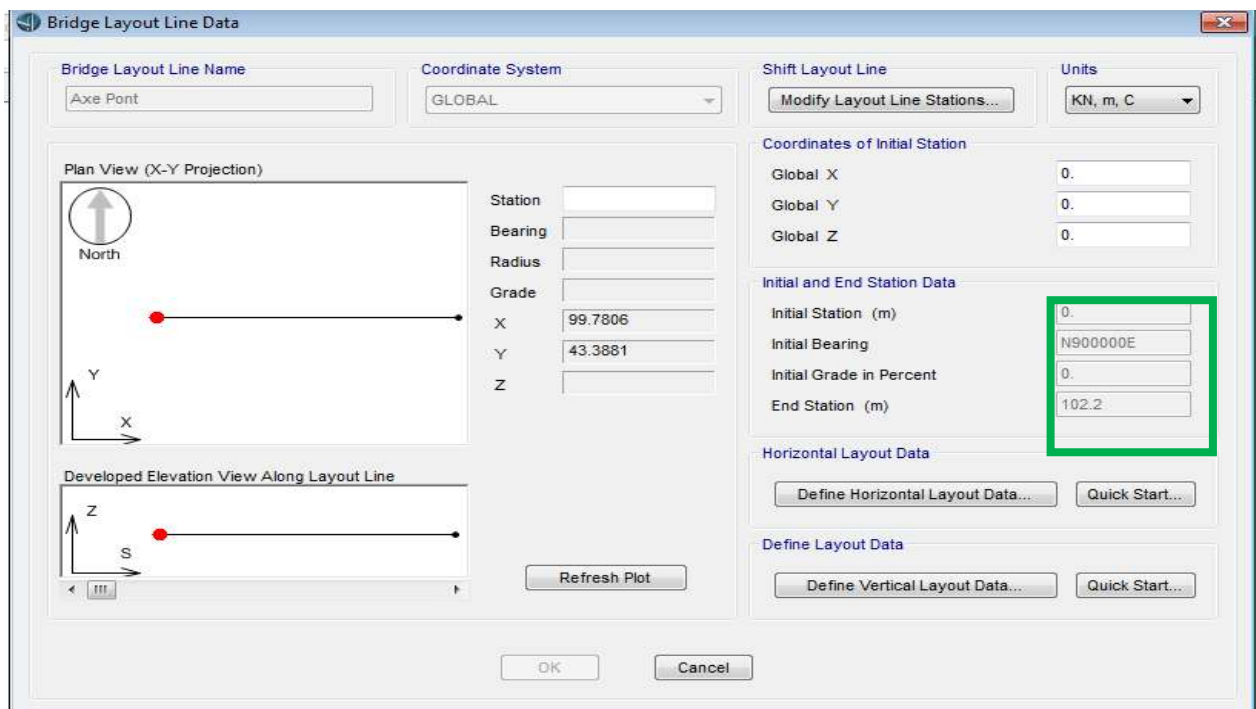 Bridge Layout Line Data
Bridge Layout Line Name
Axe Pont
Coordinate System
GLOBAL
Shift Layout Line
Modify Layout Line Stations...
Units
KN, m, C
Plan View (X-Y Projection)
North
Y
X
Station
Bearing
Radius
Grade
X 99.7806
Y 43.3881
Z
Coordinates of Initial Station
Global X 0.
Global Y 0.
Global Z 0.
Initial and End Station Data
Initial Station (m) 0.
Initial Bearing N900000E
Initial Grade in Percent 0.
End Station (m) 102.2
Developed Elevation View Along Layout Line
Z
S
Refresh Plot
Horizontal Layout Data
Define Horizontal Layout Data... Quick Start...
Define Layout Data
Define Vertical Layout Data... Quick Start...
OK Cancel